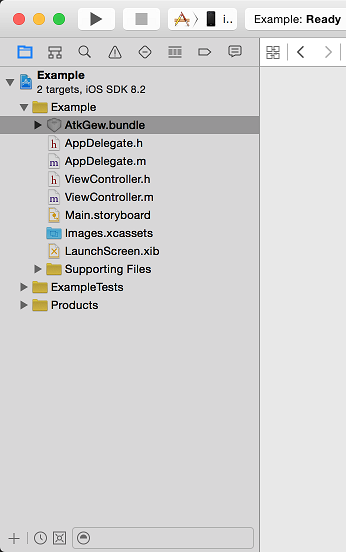 i..
Example: Ready
Example
2 targets, iOS SDK 8.2
Example
AtkGew.bundle
h AppDelegate.h
m AppDelegate.m
h ViewController.h
m ViewController.m
Main.storyboard
Images.xcassets
LaunchScreen.xib
Supporting Files
ExampleTests
Products